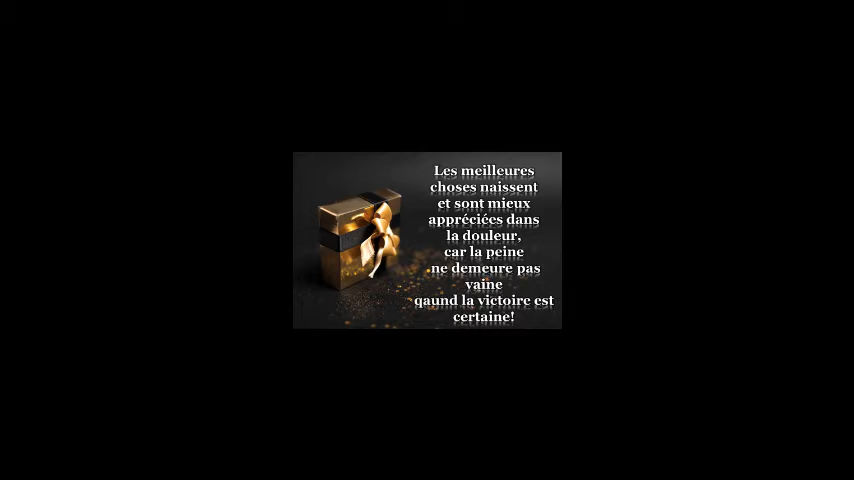 Les meilleures
choses naissent
et sont mieux
appréciées dans
la douleur,
car la peine
ne demeure pas
vaine
qaund la victoire est
certaine!